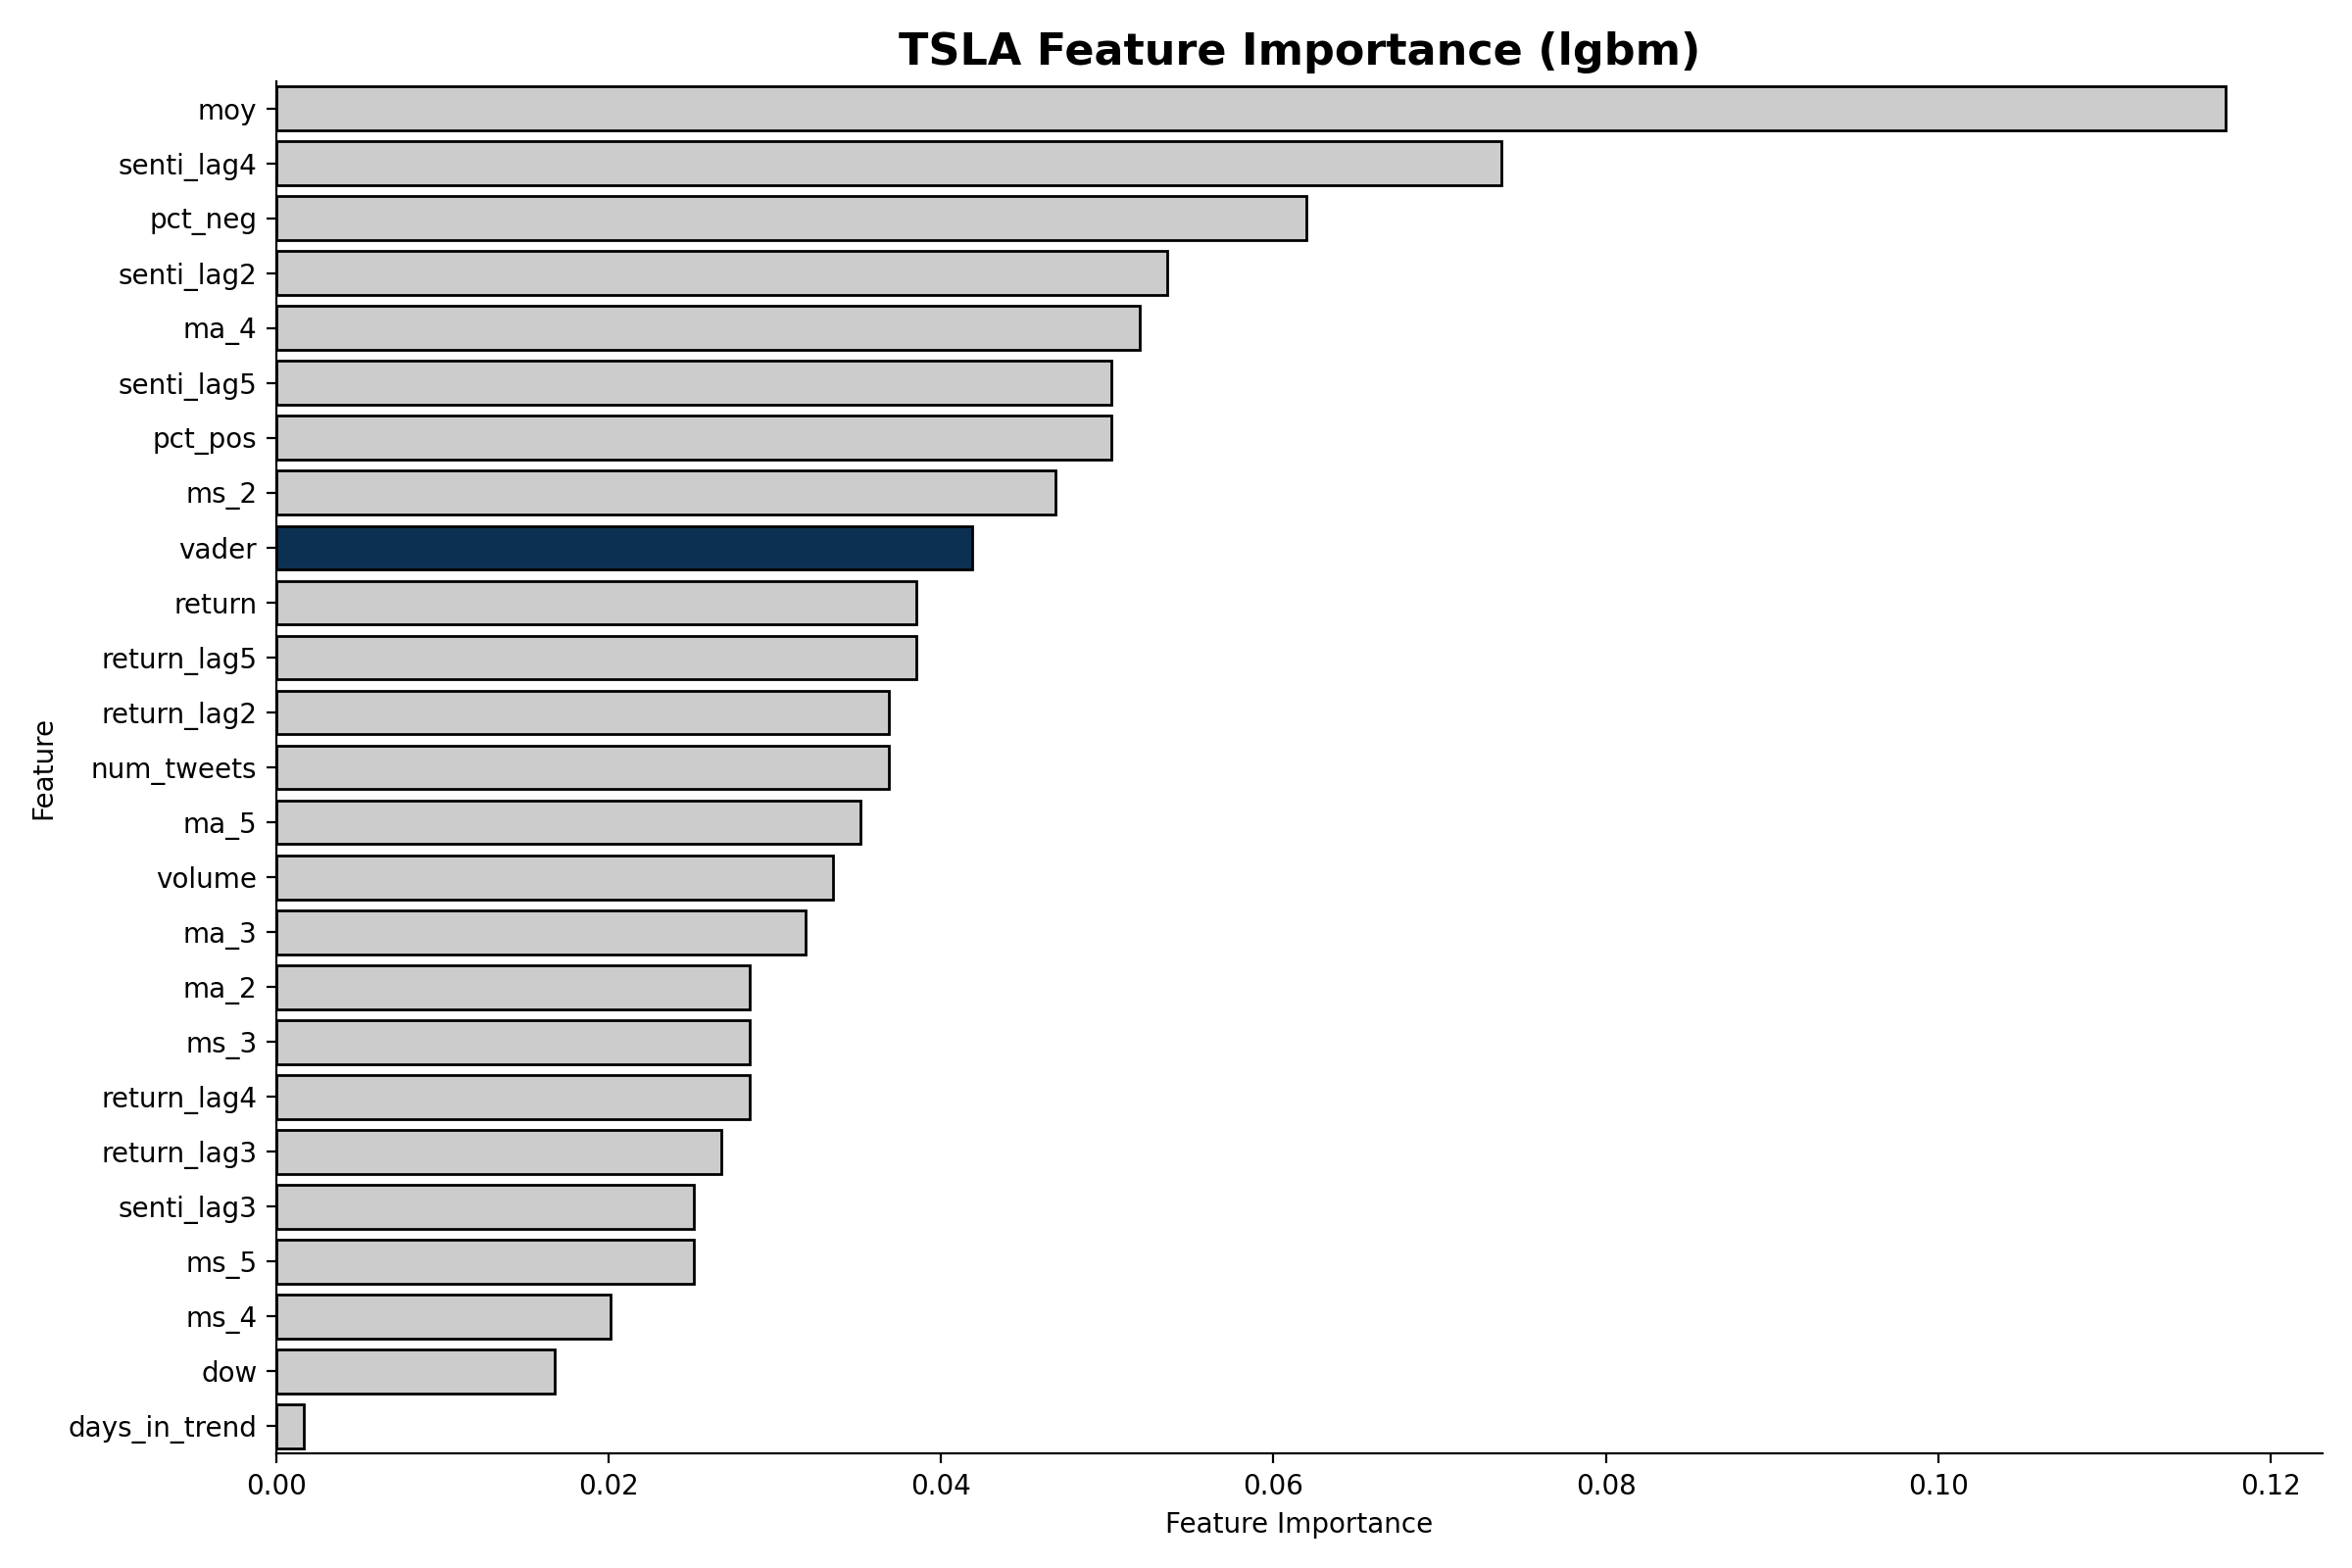 TSLA Feature Importance (lgbm)
moy
senti_lag4
pct_neg
senti_lag2
ma_4
senti_lag5
pct_pos
ms_2
vader
return
return_lag5
return_lag2
num_tweets
ma_5
volume
ma_3
ma_2
ms_3
return_lag4
return_lag3
senti_lag3
ms_5
ms_4
dow
days_in_trend
Feature
0.00 0.02 0.04 0.06 0.08 0.10 0.12
Feature Importance